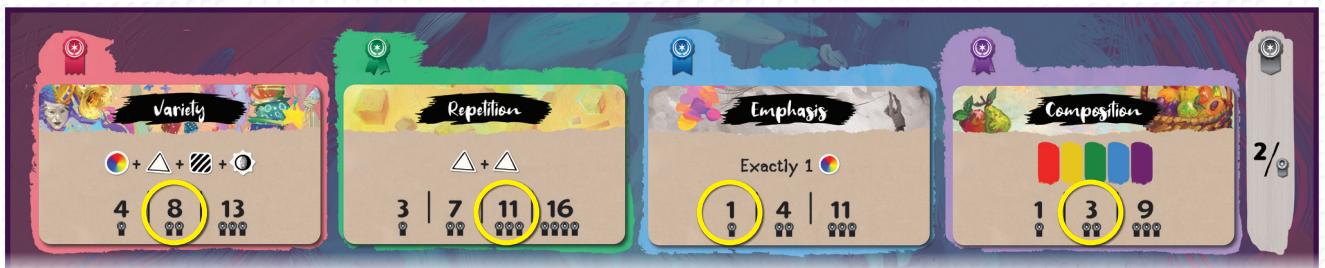 Variety
4 | 8 | 13
Repetition
3 | 7 | 11 | 16
Emphasis
Exactly 1
1 | 4 | 11
Composition
1 | 3 | 9
2/